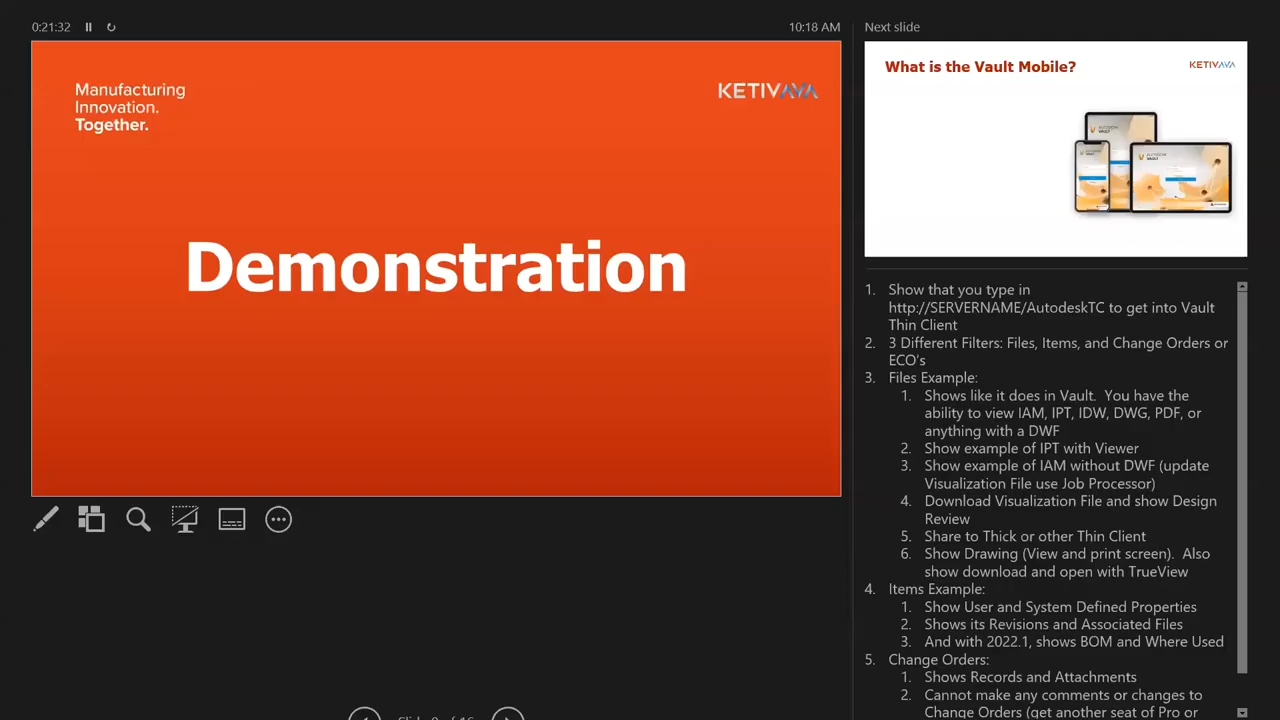 0:21:32
10:18 AM
Next slide
Manufacturing
Innovation.
Together.
KETIVAVA
Demonstration
What is the Vault Mobile?
KETIVAVA
AUTODESK
VAULT
1. Show that you type in
http://SERVERNAME/AutodeskTC to get into Vault
Thin Client
2. 3 Different Filters: Files, Items, and Change Orders or
ECO's
3. Files Example:
1. Shows like it does in Vault.  You have the
ability to view IAM, IPT, IDW, DWG, PDF, or
anything with a DWF
2. Show example of IPT with Viewer
3. Show example of IAM without DWF (update
Visualization File use Job Processor)
4. Download Visualization File and show Design
Review
5. Share to Thick or other Thin Client
6. Show Drawing (View and print screen).  Also
show download and open with TrueView
4. Items Example:
1. Show User and System Defined Properties
2. Shows its Revisions and Associated Files
3. And with 2022.1, shows BOM and Where Used
5. Change Orders:
1. Shows Records and Attachments
2. Cannot make any comments or changes to
Change Orders (get another seat of Pro or